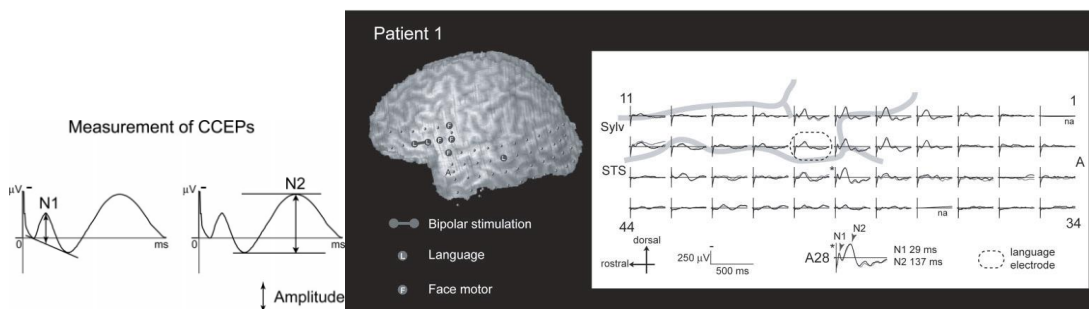 Measurement of CCEPs
μV
N1
0
ms
μV
N2
0
ms
Amplitude
Patient 1
F
L L F F
F
L
A
Bipolar stimulation
L Language
F Face motor
11
1
Sylv
na
STS
*
A
na
44
34
dorsal
rostral
250 μV
500 ms
N1
N2
*
A28
N1 29 ms
N2 137 ms
language
electrode